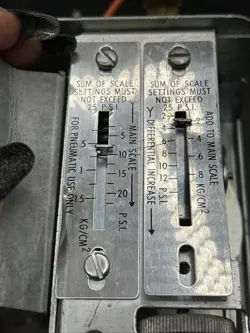 SUM OF SCALE
SETTINGS MUST
NOT EXCEED
25 P.S.I.
MAIN SCALE
5
10
15
20
P.S.I.
.5
1
1.5
KG/CM²
FOR PNEUMATIC USE ONLY
SUM OF SCALE
SETTINGS MUST
NOT EXCEED
25 P.S.I.
DIFFERENTIAL INCREASE
2
4
6
8
10
12
P.S.I.
.2
.4
.6
.8
KG/CM²
ADD TO MAIN SCALE